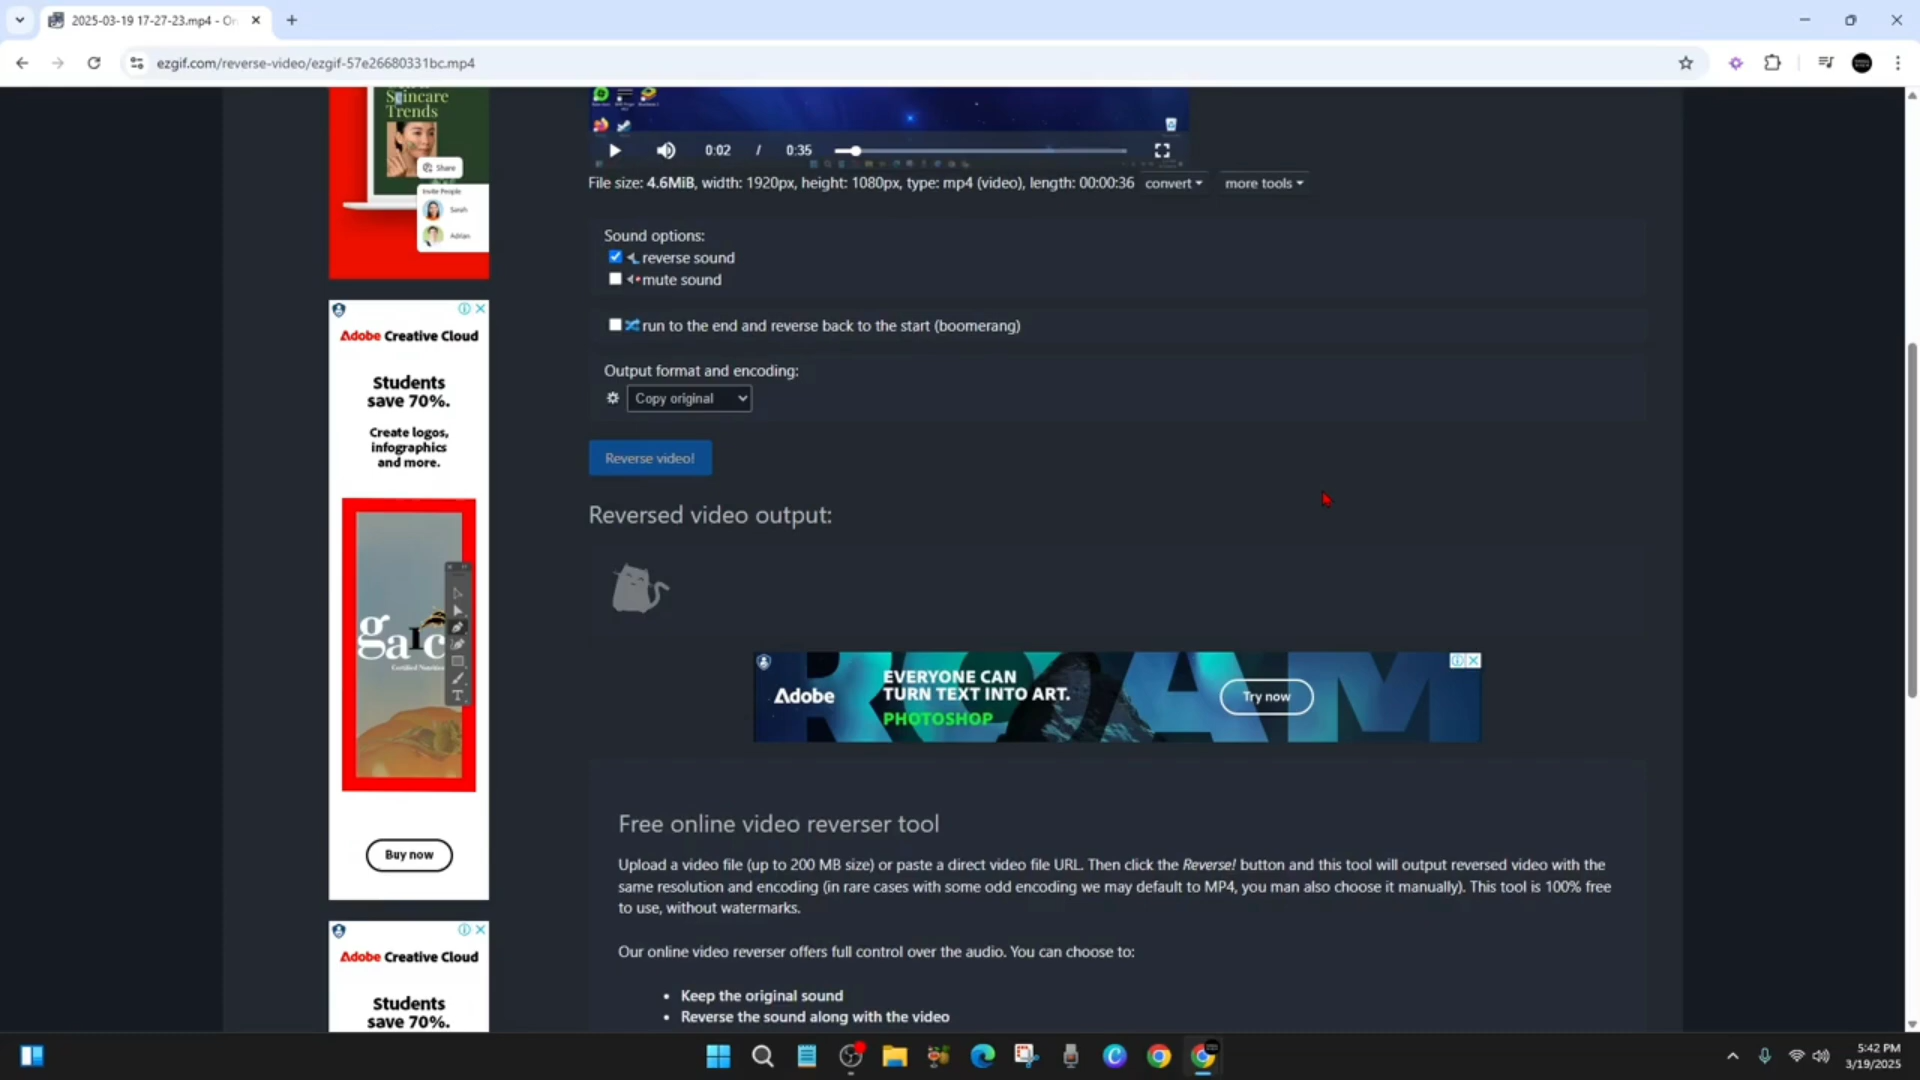 2025-03-19 17-27-23.mp4 - On
ezgif.com/reverse-video/ezgif-57e26680331bc.mp4
Skincare
Trends
Share
Invite People
Sarah
Adrian
0:02 / 0:35
File size: 4.6MiB, width: 1920px, height: 1080px, type: mp4 (video), length: 00:00:36
convert
more tools
Sound options:
reverse sound
mute sound
run to the end and reverse back to the start (boomerang)
Output format and encoding:
Copy original
Reverse video!
Reversed video output:
Adobe Creative Cloud
Students
save 70%.
Create logos,
infographics
and more.
Buy now
Adobe
EVERYONE CAN
TURN TEXT INTO ART.
PHOTOSHOP
Try now
Free online video reverser tool
Upload a video file (up to 200 MB size) or paste a direct video file URL. Then click the Reverse! button and this tool will output reversed video with the
same resolution and encoding (in rare cases with some odd encoding we may default to MP4, you man also choose it manually). This tool is 100% free
to use, without watermarks.
Our online video reverser offers full control over the audio. You can choose to:
• Keep the original sound
• Reverse the sound along with the video
Adobe Creative Cloud
Students
save 70%.
5:42 PM
3/19/2025